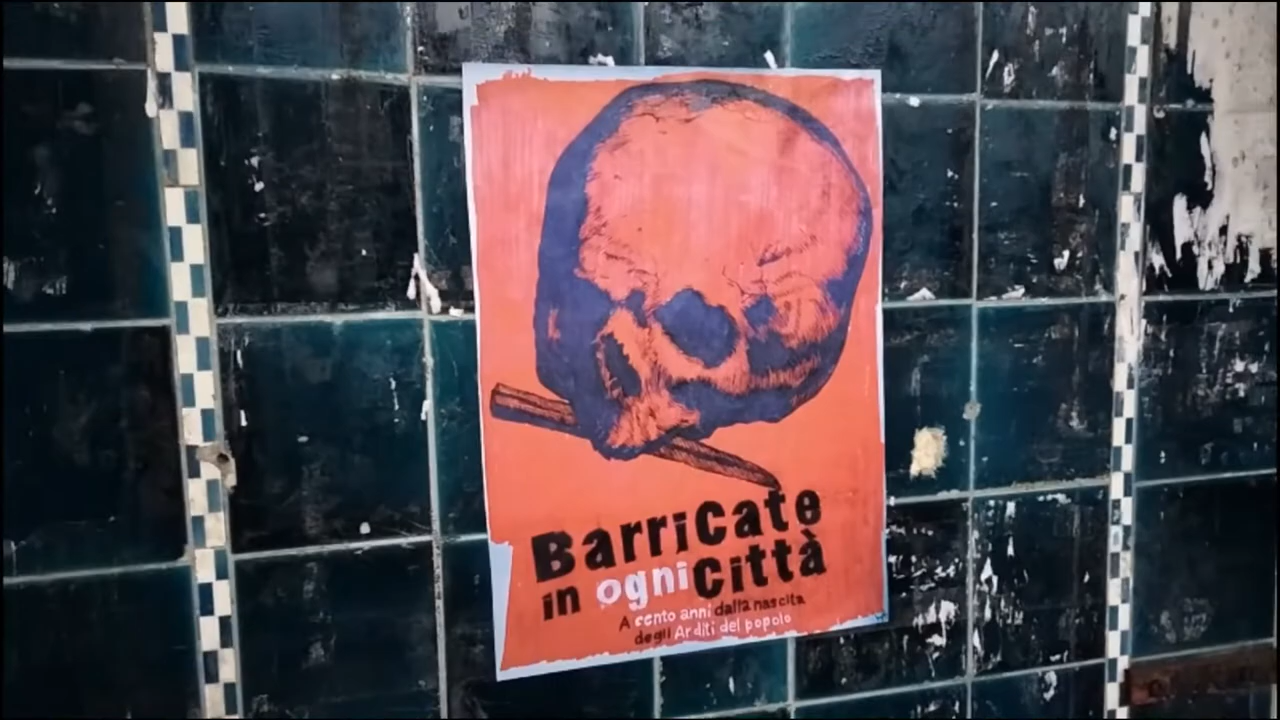 BarriCate
in ogni Città
A cento anni dalla nascita
degli Arditi del popolo